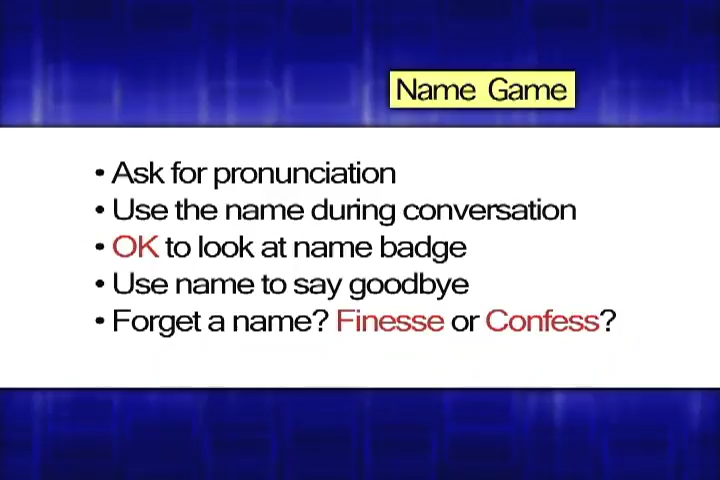 Name Game
• Ask for pronunciation
• Use the name during conversation
• OK to look at name badge
• Use name to say goodbye
• Forget a name? Finesse or Confess?